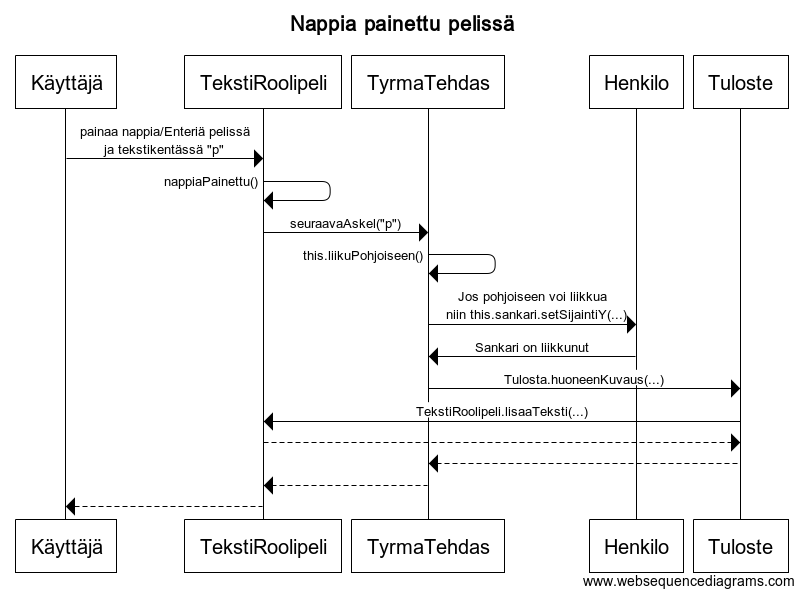 Nappia painettu pelissä
Käyttäjä
TekstiRoolipeli
TyrmaTehdas
Henkilo
Tuloste
painaa nappia/Enteriä pelissä
ja tekstikentässä "p"
nappiaPainettu()
seuraavaAskel("p")
this.liikuPohjoiseen()
Jos pohjoiseen voi liikkua
niin this.sankari.setSijaintiY(...)
Sankari on liikkunut
Tulosta.huoneenKuvaus(...)
TekstiRoolipeli.lisaaTeksti(...)
Käyttäjä
TekstiRoolipeli
TyrmaTehdas
Henkilo
Tuloste
www.websequencediagrams.com